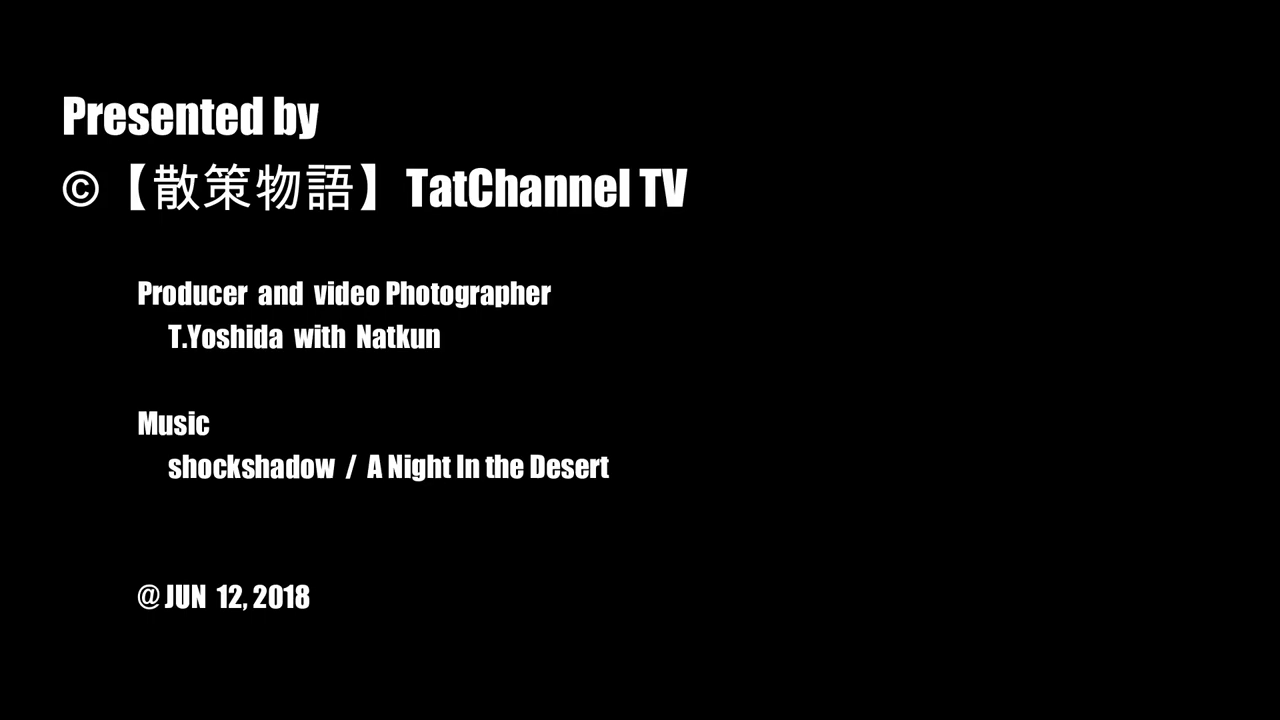 Presented by
©【散策物語】TatChannel TV
Producer and video Photographer
T.Yoshida with Natkun
Music
shockshadow / A Night In the Desert
@ JUN 12, 2018